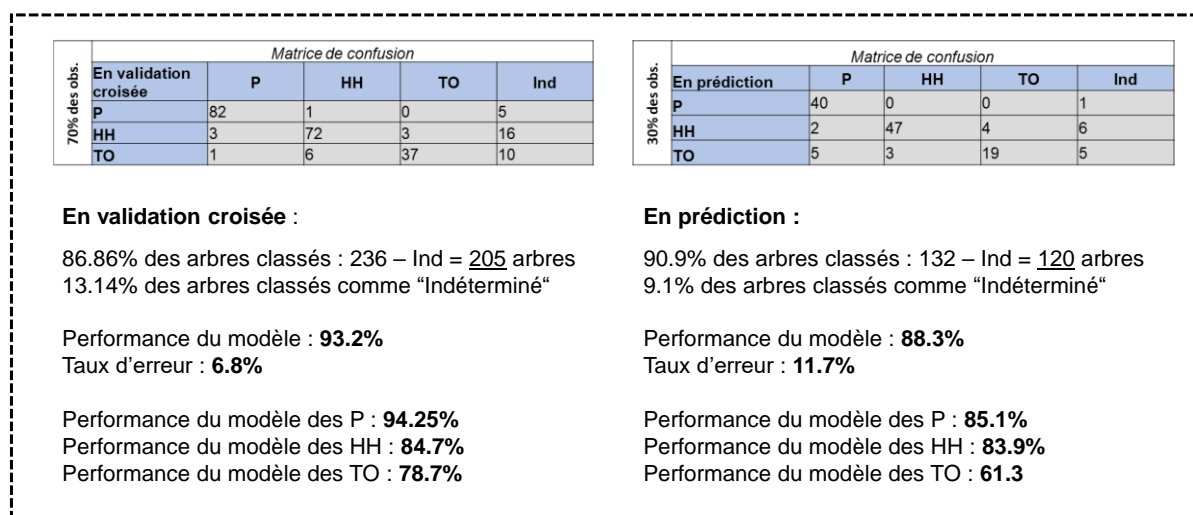 Matrice de confusion
70% des obs.
En validation croisée P HH TO Ind
P 82 1 0 5
HH 3 72 3 16
TO 1 6 37 10
Matrice de confusion
30% des obs.
En prédiction P HH TO Ind
P 40 0 0 1
HH 2 47 4 6
TO 5 3 19 5
En validation croisée :
86.86% des arbres classés : 236 – Ind = 205 arbres
13.14% des arbres classés comme “Indéterminé“
Performance du modèle : 93.2%
Taux d’erreur : 6.8%
Performance du modèle des P : 94.25%
Performance du modèle des HH : 84.7%
Performance du modèle des TO : 78.7%
En prédiction :
90.9% des arbres classés : 132 – Ind = 120 arbres
9.1% des arbres classés comme “Indéterminé“
Performance du modèle : 88.3%
Taux d’erreur : 11.7%
Performance du modèle des P : 85.1%
Performance du modèle des HH : 83.9%
Performance du modèle des TO : 61.3